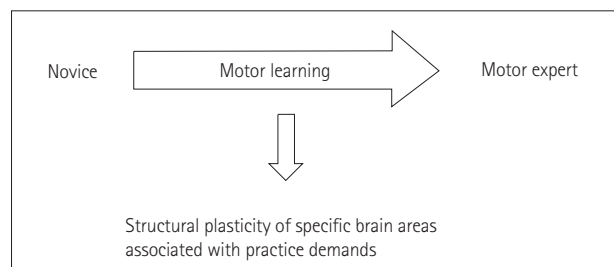 Novice Motor learning Motor expert
Structural plasticity of specific brain areas
associated with practice demands